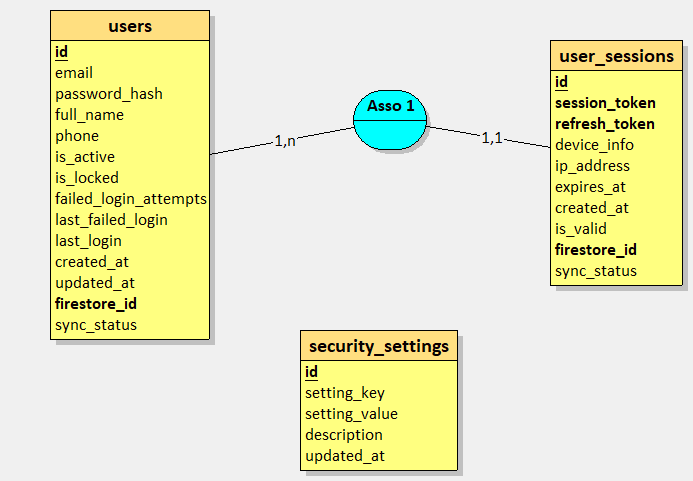 users
id
email
password_hash
full_name
phone
is_active
is_locked
failed_login_attempts
last_failed_login
last_login
created_at
updated_at
firestore_id
sync_status
1,n
Asso 1
1,1
user_sessions
id
session_token
refresh_token
device_info
ip_address
expires_at
created_at
is_valid
firestore_id
sync_status
security_settings
id
setting_key
setting_value
description
updated_at